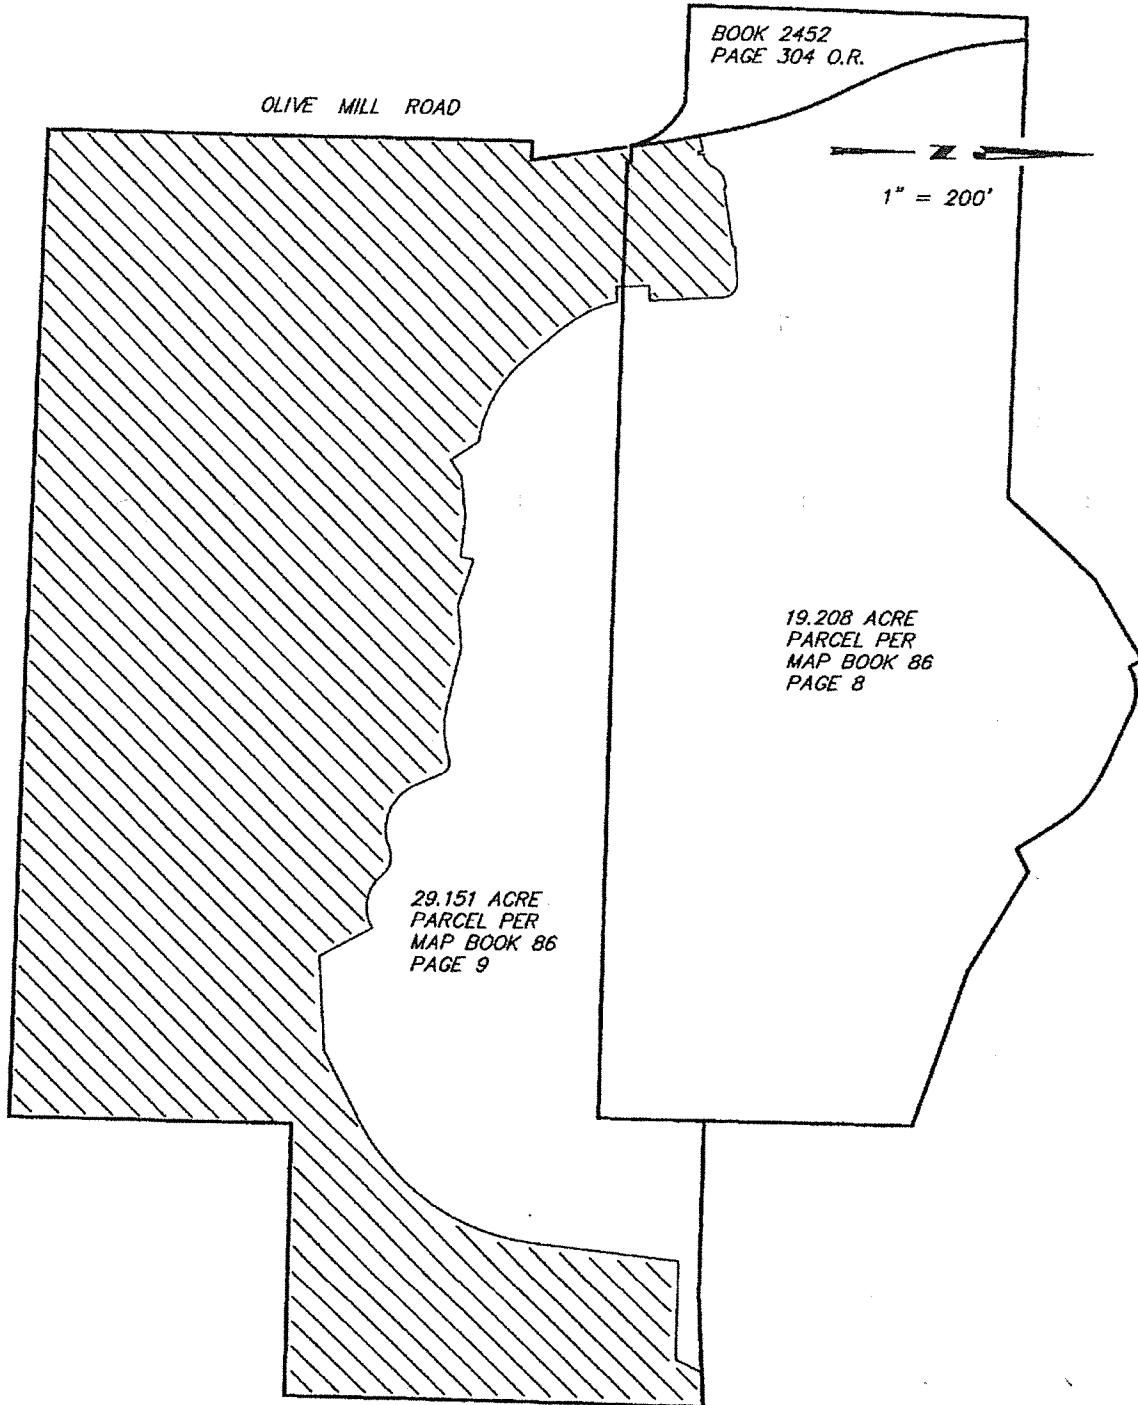 BOOK 2452
PAGE 304 O.R.
OLIVE MILL ROAD
N
1" = 200'
19.208 ACRE
PARCEL PER
MAP BOOK 86
PAGE 8
29.151 ACRE
PARCEL PER
MAP BOOK 86
PAGE 9